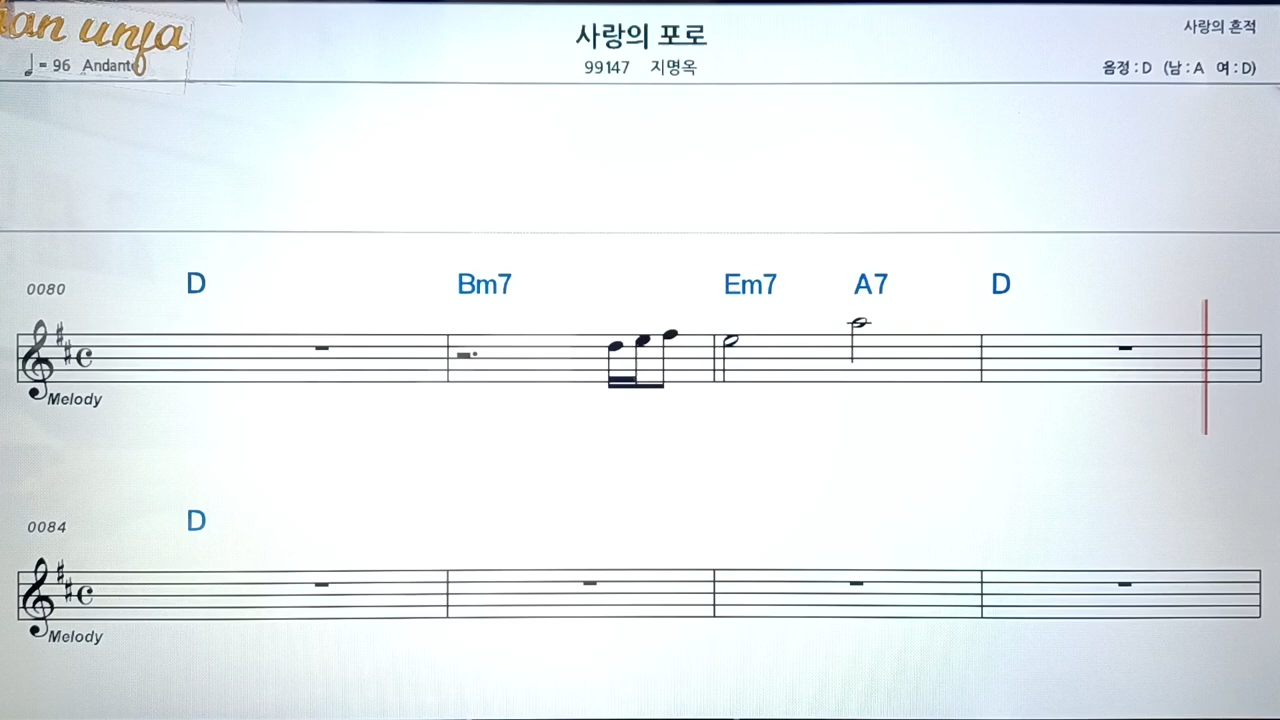 사랑의 포로
사랑의 흔적
unja
= 96 Andante
99147 지명옥
음정 : D (남 : A 여 : D)
0080 D Bm7 Em7 A7 D
Melody
0084 D
Melody